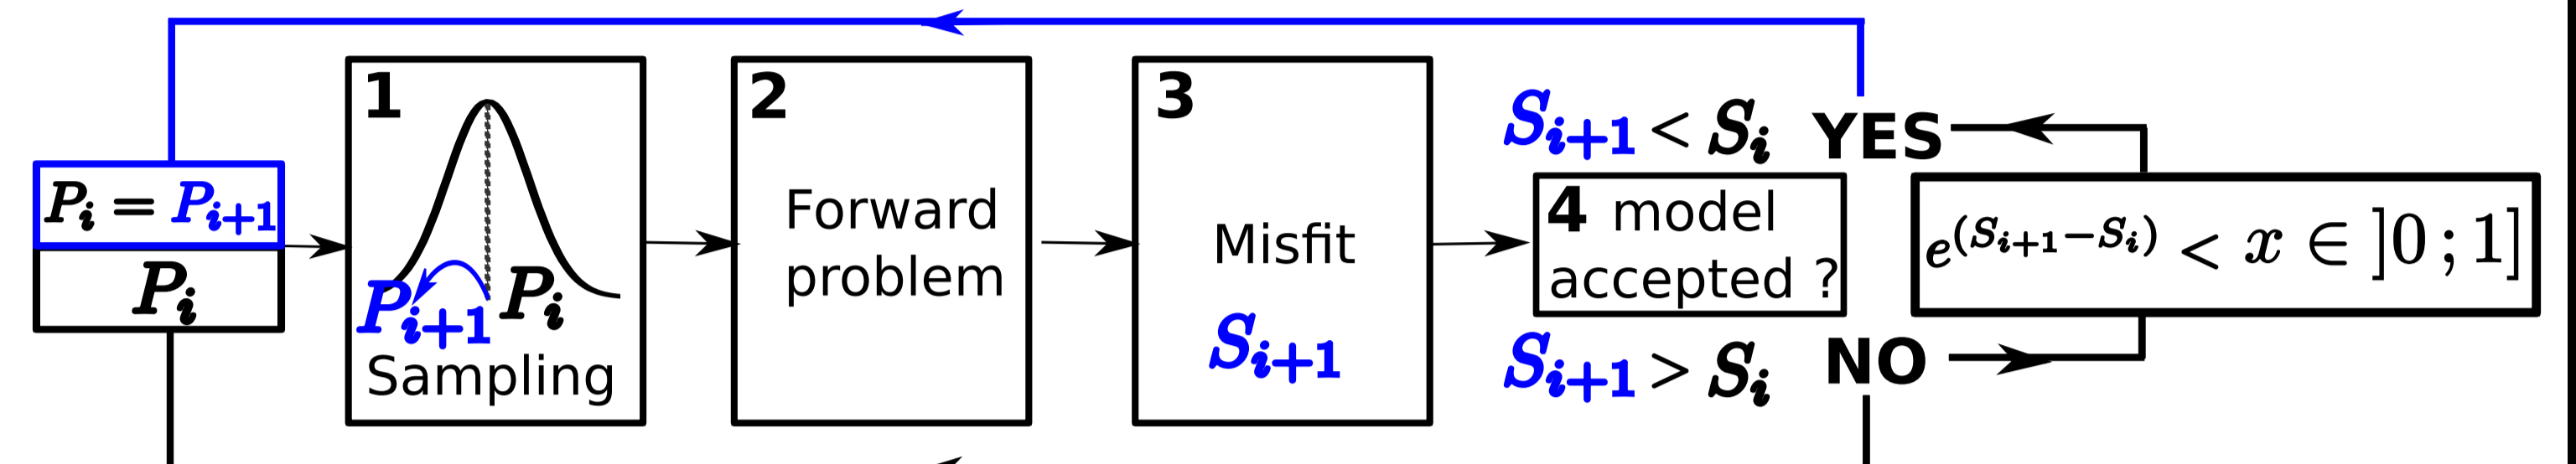 P_i = P_{i+1}
P_i
1
P_{i+1} P_i
Sampling
2
Forward
problem
3
Misfit
S_{i+1}
S_{i+1} < S_i YES
4 model
accepted ?
S_{i+1} > S_i NO
e^{(S_{i+1}−S_i)} < x ∈ ]0 ; 1]